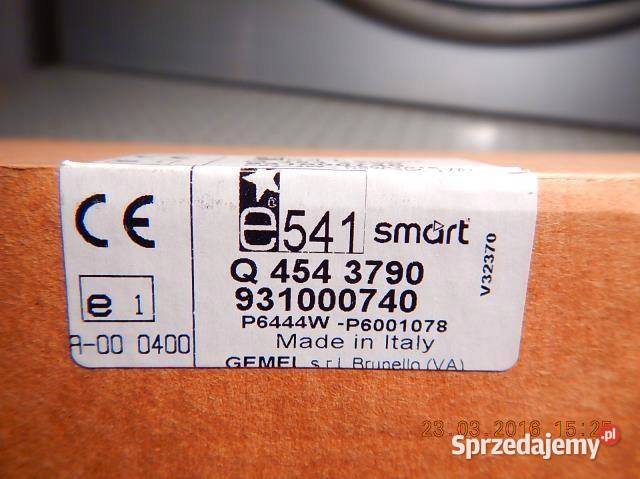 CE
e 1
A-00 0400
e 541 smart
Q 454 3790
931000740
P6444W -P6001078
Made in Italy
GEMEL s r l Brunello (VA)
V32370
23.03.2016 15:25
Sprzedajemy.pl